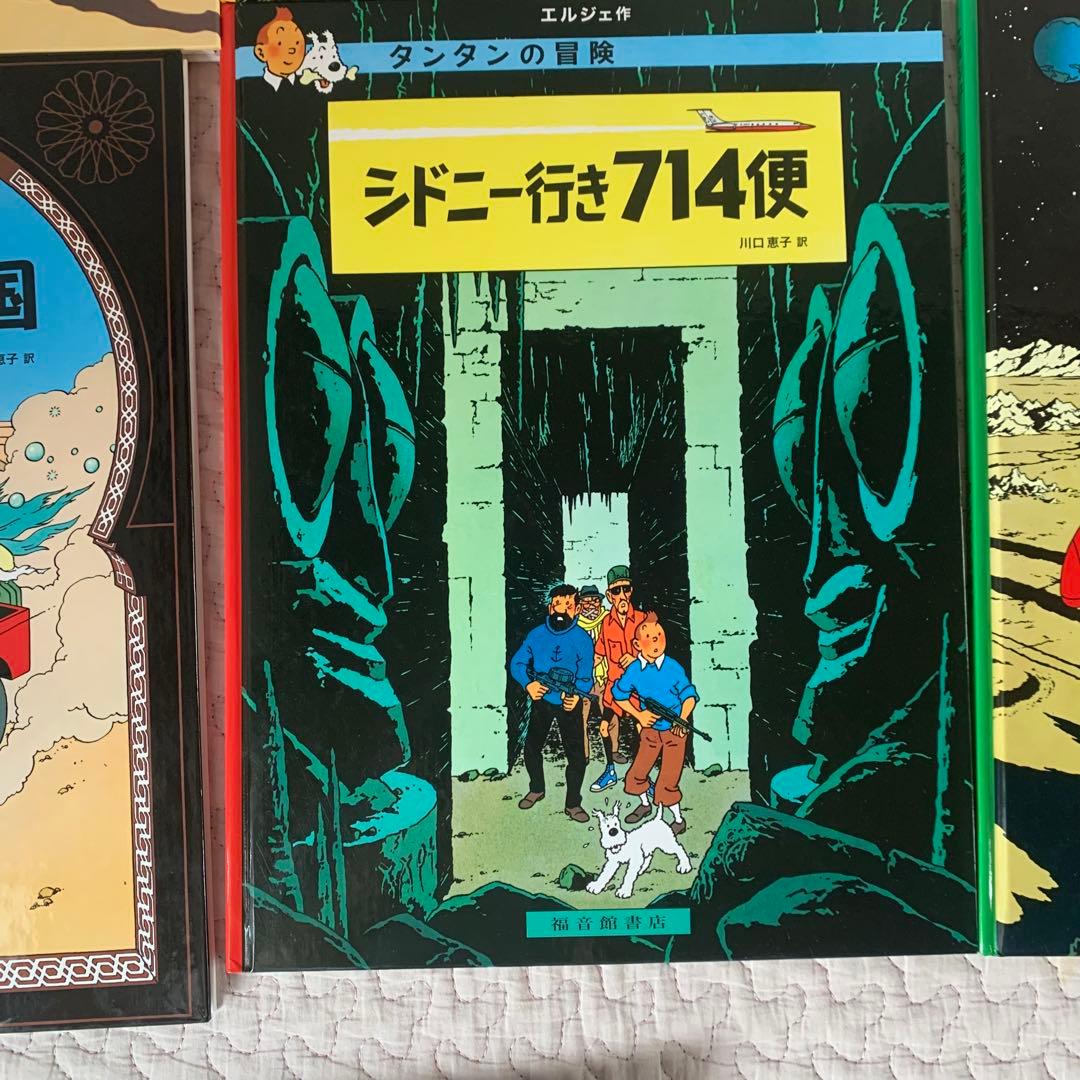 エルジェ作
タンタンの冒険
シドニー行き714便
川口恵子 訳
福音館書店
国
恵子 訳